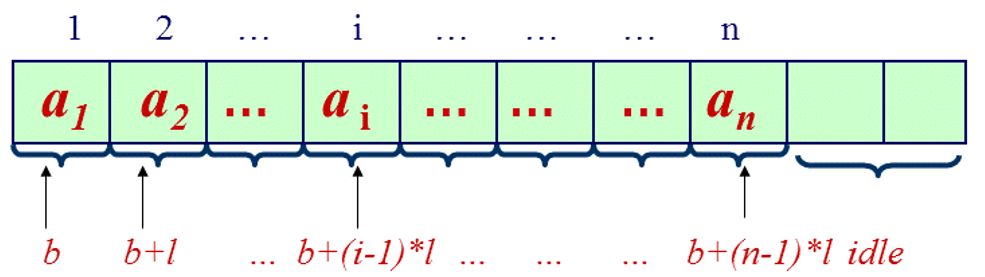 1 2 ... i ... ... ... n
a1 a2 ... ai ... ... ... an
b b+l ... b+(i-1)*l ... ... ... b+(n-1)*l idle